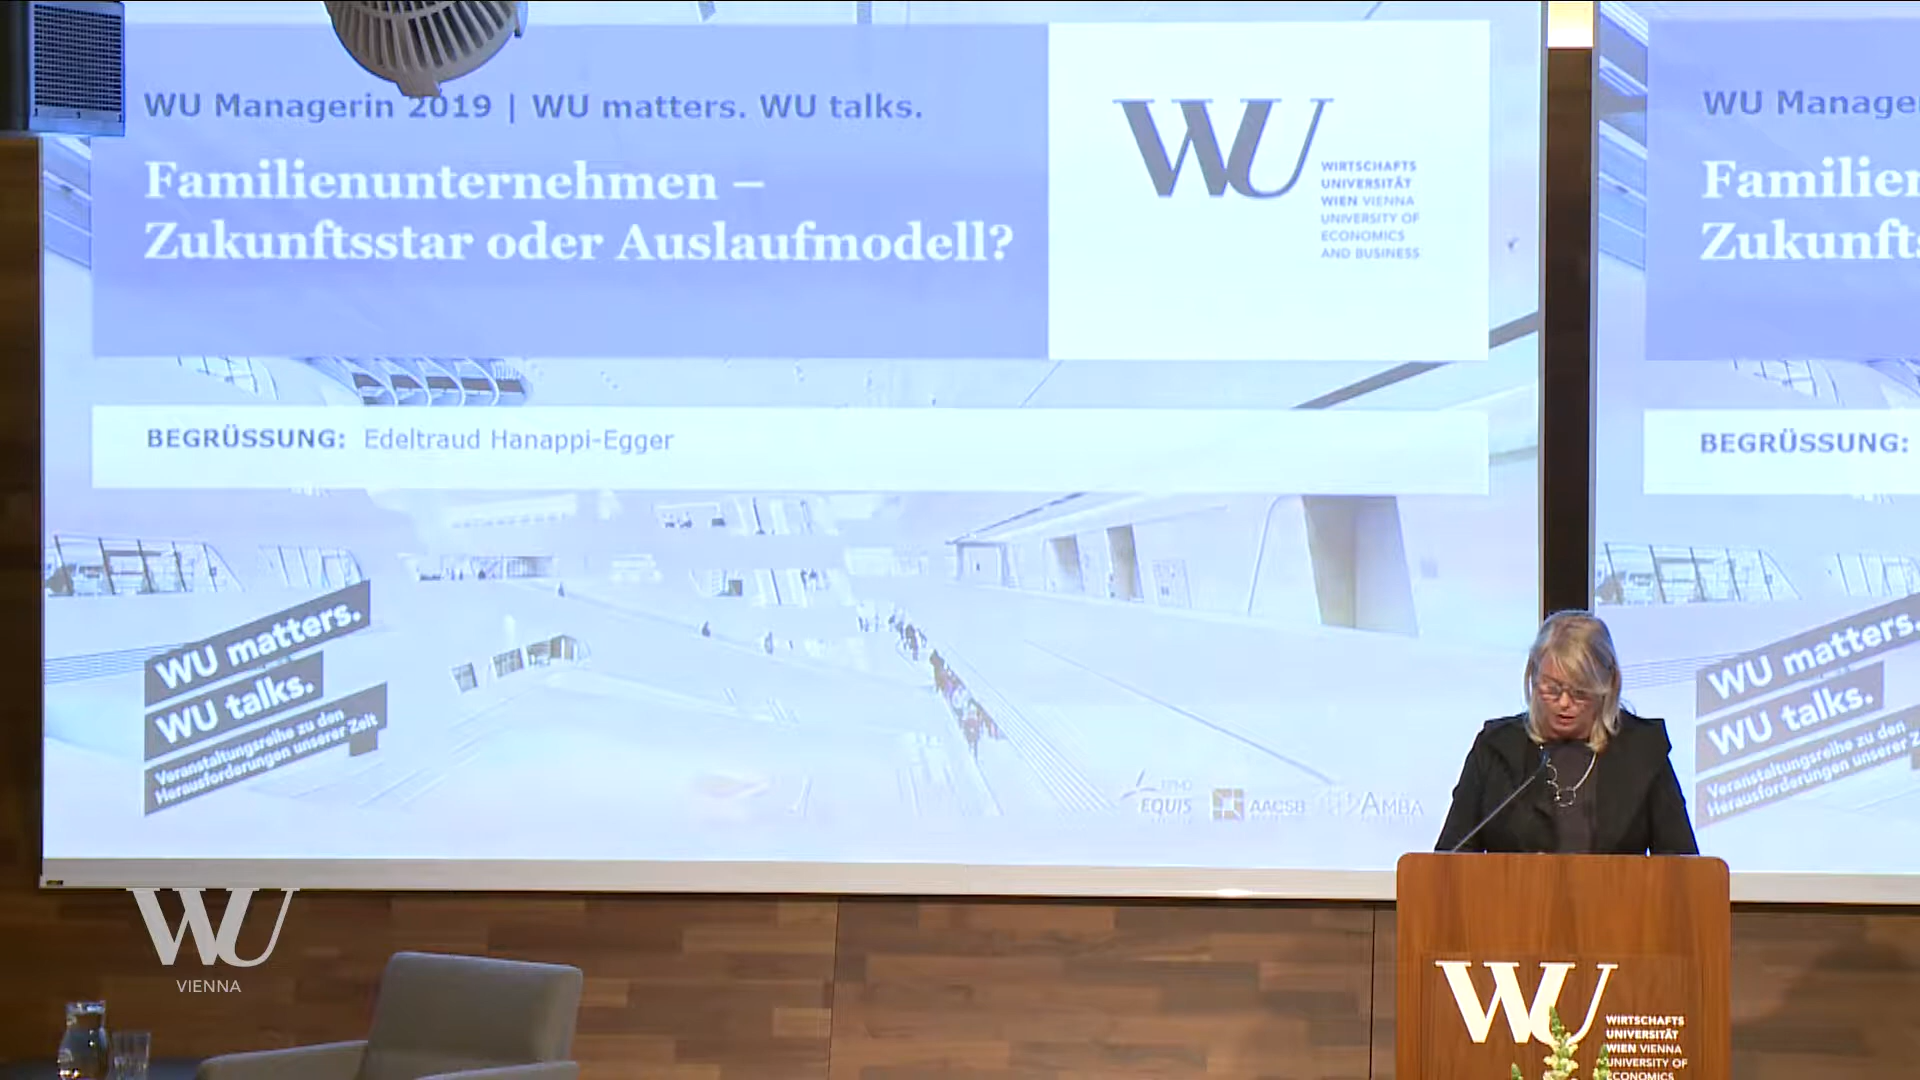 WU Managerin 2019 | WU matters. WU talks.
Familienunternehmen –
Zukunftsstar oder Auslaufmodell?
WU
WIRTSCHAFTS
UNIVERSITÄT
WIEN VIENNA
UNIVERSITY OF
ECONOMICS
AND BUSINESS
BEGRÜSSUNG: Edeltraud Hanappi-Egger
WU matters.
WU talks.
Veranstaltungsreihe zu den
Herausforderungen unserer Zeit
EFMD
EQUIS
AACSB
AMBA
WU Manage
Familien
Zukunfts
BEGRÜSSUNG:
WU matters.
WU talks.
Veranstaltungsreihe zu den
Herausforderungen unserer Z
WU
VIENNA
WU
WIRTSCHAFTS
UNIVERSITÄT
WIEN VIENNA
UNIVERSITY OF
ECONOMICS